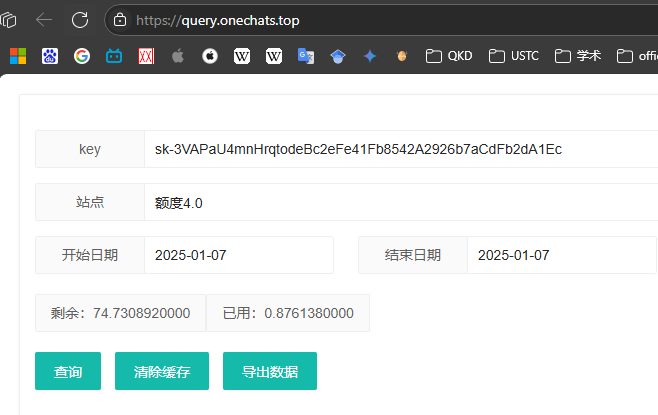 https://query.onechats.top
QKD USTC 学术 offic
key sk-3VAPaU4mnHrqtodeBc2eFe41Fb8542A2926b7aCdFb2dA1Ec
站点 额度4.0
开始日期 2025-01-07 结束日期 2025-01-07
剩余：74.7308920000 已用：0.8761380000
查询 清除缓存 导出数据